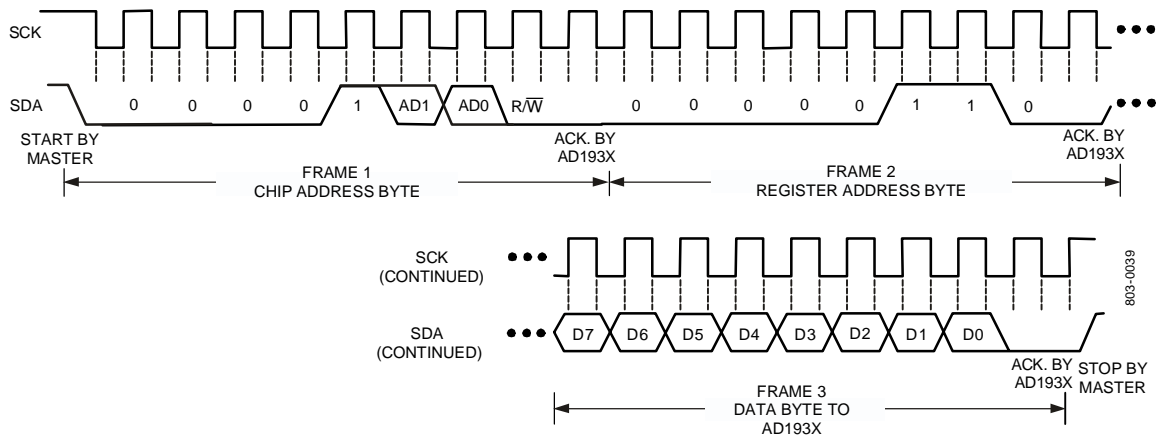 SCK
SDA
0 0 0 0 1 AD1 AD0 R/W̅ 0 0 0 0 0 1 1 0
START BY
MASTER
ACK. BY
AD193X
ACK. BY
AD193X
FRAME 1
CHIP ADDRESS BYTE
FRAME 2
REGISTER ADDRESS BYTE
SCK
(CONTINUED)
SDA
(CONTINUED)
D7 D6 D5 D4 D3 D2 D1 D0
ACK. BY
AD193X
STOP BY
MASTER
FRAME 3
DATA BYTE TO
AD193X
803-0039